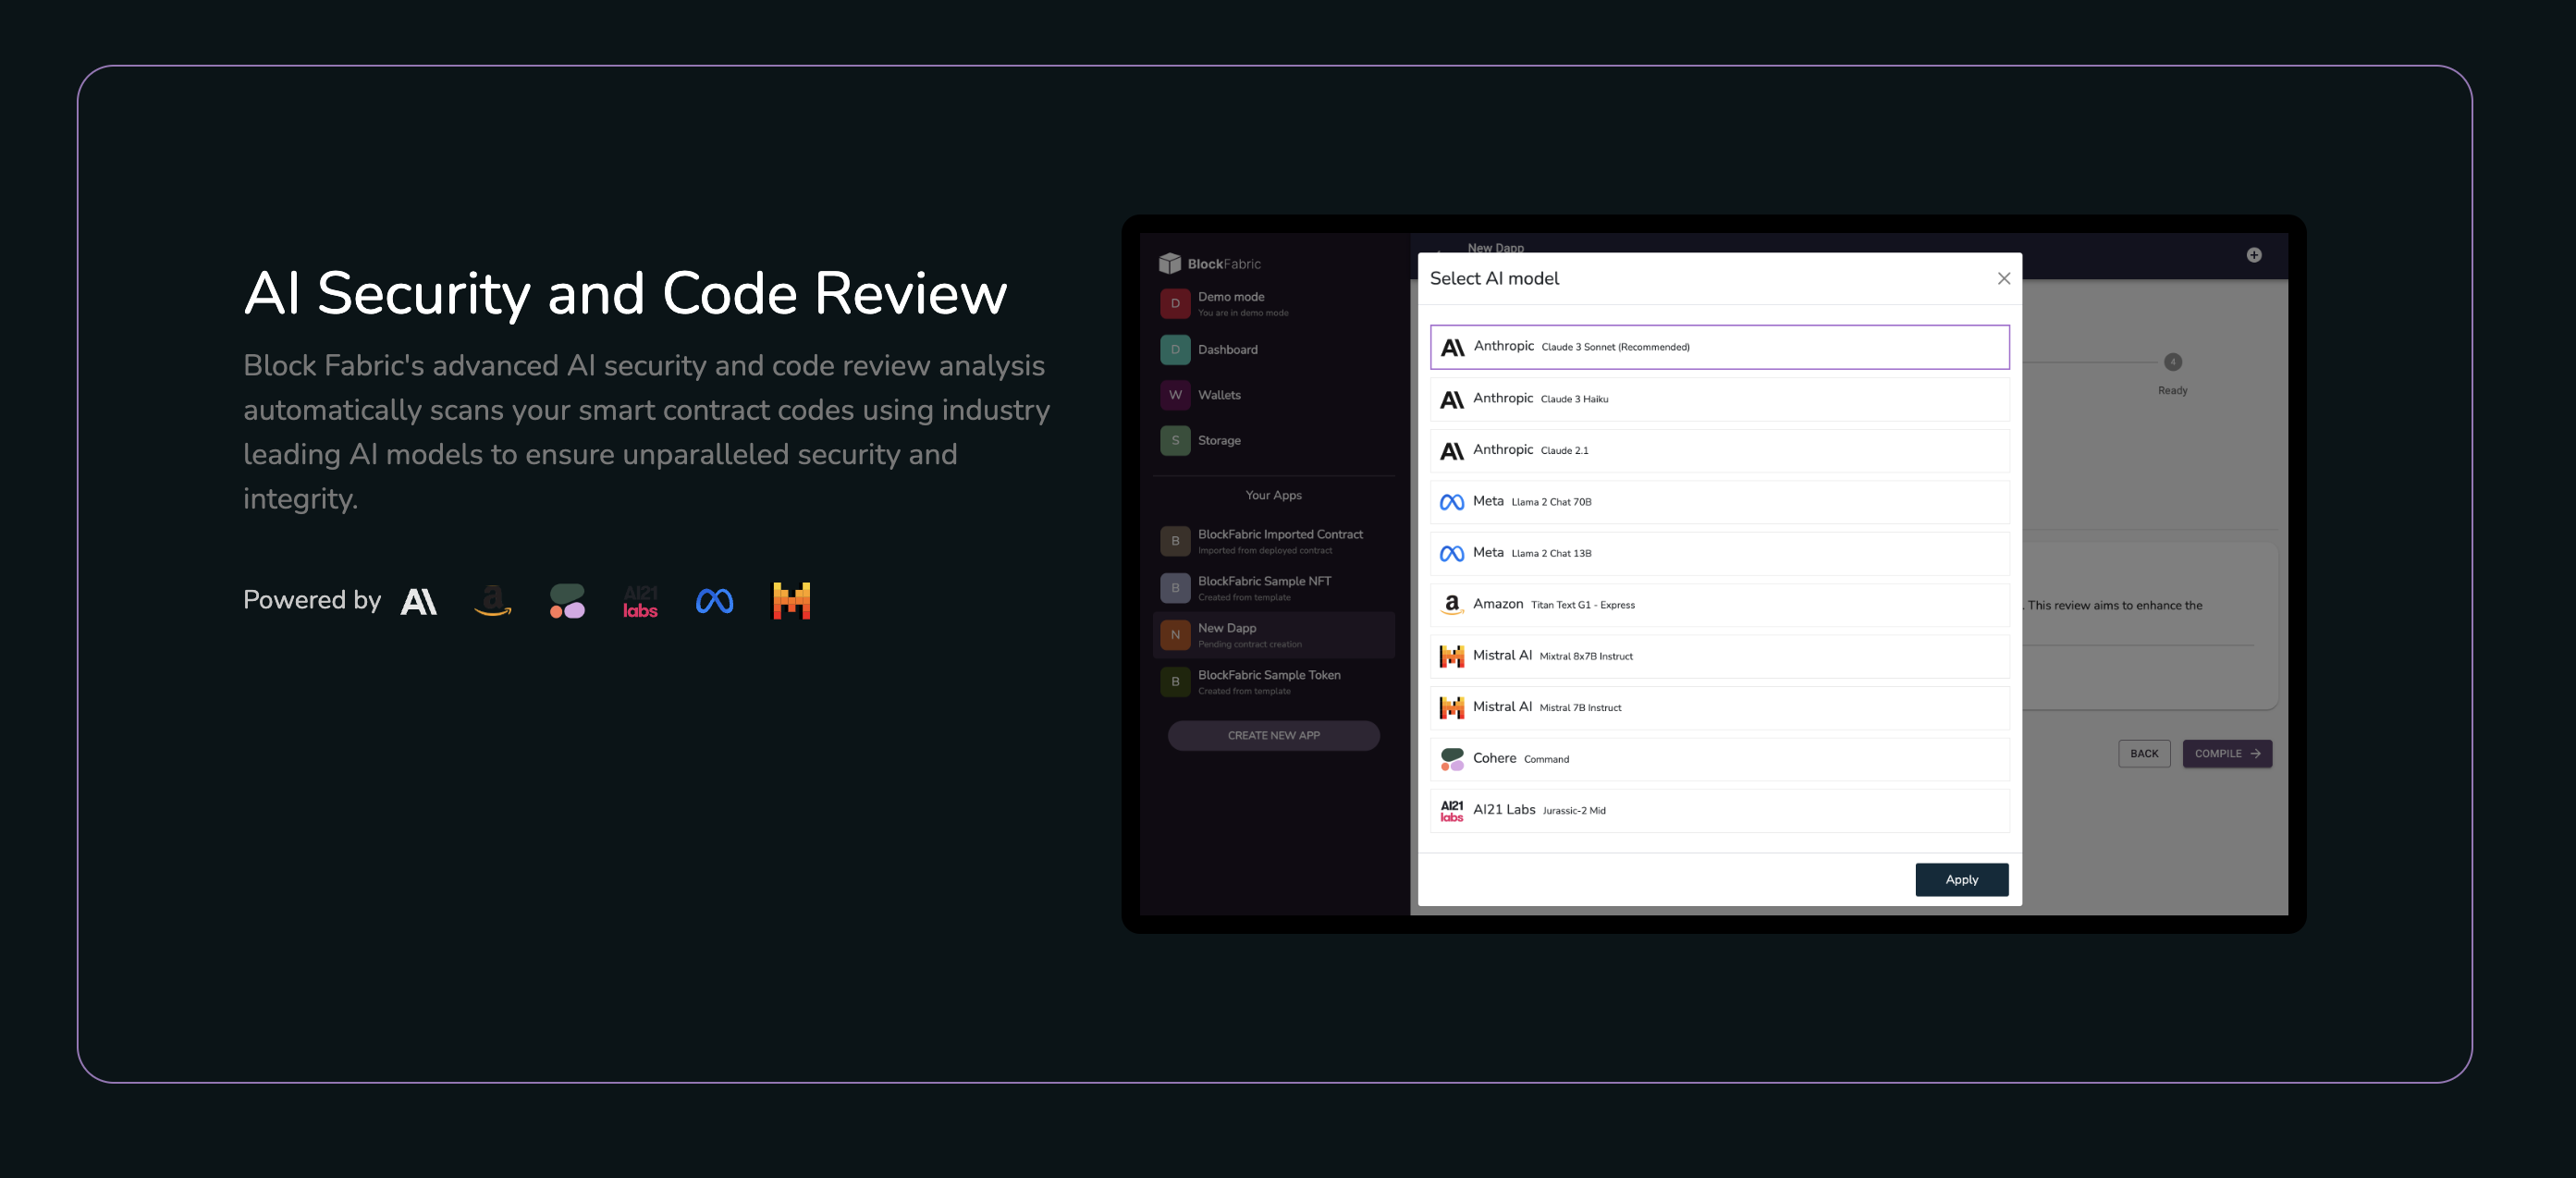 AI Security and Code Review
Block Fabric's advanced AI security and code review analysis
automatically scans your smart contract codes using industry
leading AI models to ensure unparalleled security and
integrity.
Powered by
AI21
labs
BlockFabric
Demo mode
You are in demo mode
D
Dashboard
D
Wallets
W
Storage
S
Your Apps
BlockFabric Imported Contract
B
Imported from deployed contract
BlockFabric Sample NFT
B
Created from template
New Dapp
N
Pending contract creation
BlockFabric Sample Token
B
Created from template
CREATE NEW APP
New Dapp
Select AI model
Anthropic Claude 3 Sonnet (Recommended)
Anthropic Claude 3 Haiku
Anthropic Claude 2.1
Meta Llama 2 Chat 70B
Meta Llama 2 Chat 13B
Amazon Titan Text G1 - Express
Mistral AI Mixtral 8x7B Instruct
Mistral AI Mistral 7B Instruct
Cohere Command
AI21 labs AI21 Labs Jurassic-2 Mid
Apply
4
Ready
. This review aims to enhance the
BACK COMPILE